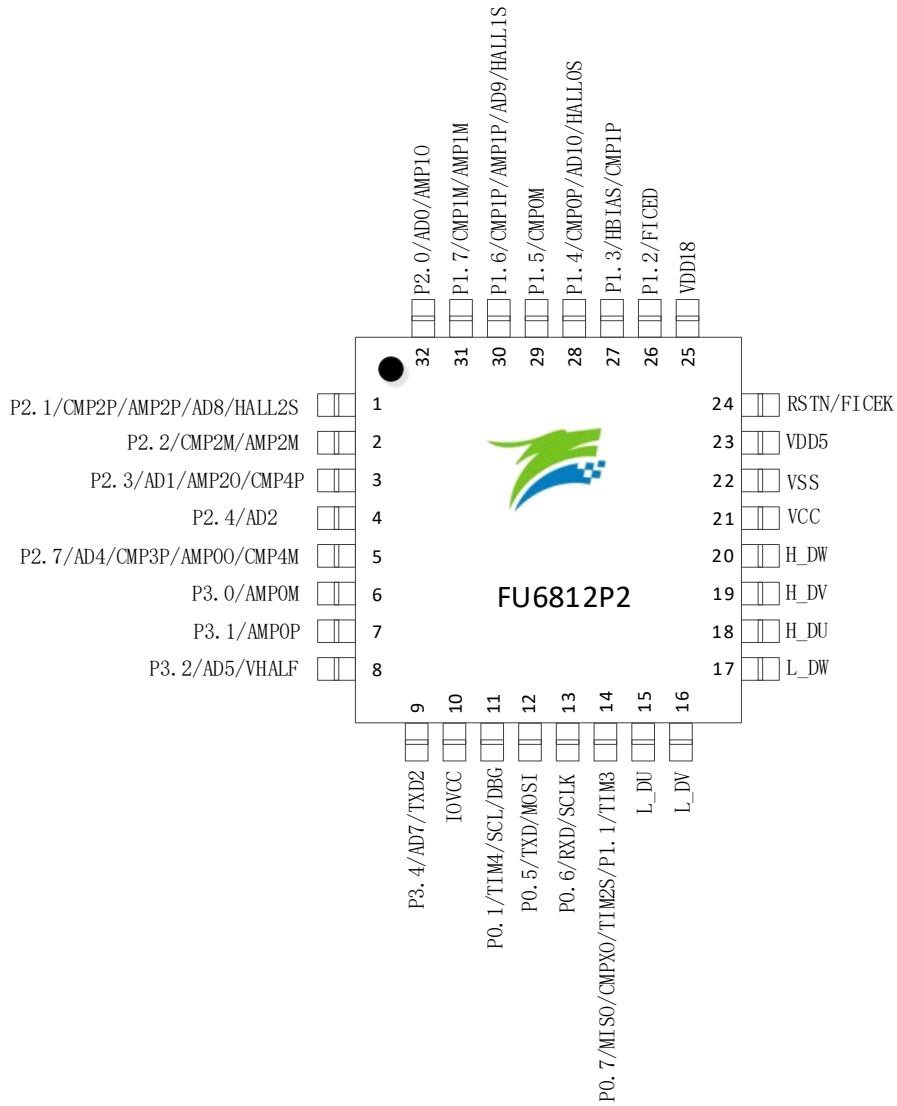 P2.0/AD0/AMP1O
P1.7/CMP1M/AMP1M
P1.6/CMP1P/AMP1P/AD9/HALL1S
P1.5/CMP0M
P1.4/CMP0P/AD10/HALL0S
P1.3/HBIAS/CMP1P
P1.2/FICED
VDD18
32
31
30
29
28
27
26
25
P2.1/CMP2P/AMP2P/AD8/HALL2S 1
P2.2/CMP2M/AMP2M 2
P2.3/AD1/AMP2O/CMP4P 3
P2.4/AD2 4
P2.7/AD4/CMP3P/AMP0O/CMP4M 5
P3.0/AMP0M 6
P3.1/AMP0P 7
P3.2/AD5/VHALF 8
24 RSTN/FICEK
23 VDD5
22 VSS
21 VCC
20 H_DW
19 H_DV
18 H_DU
17 L_DW
FU6812P2
9
10
11
12
13
14
15
16
P3.4/AD7/TXD2
IOVCC
P0.1/TIM4/SCL/DBG
P0.5/TXD/MOSI
P0.6/RXD/SCLK
P0.7/MISO/CMPXO/TIM2S/P1.1/TIM3
L_DU
L_DV